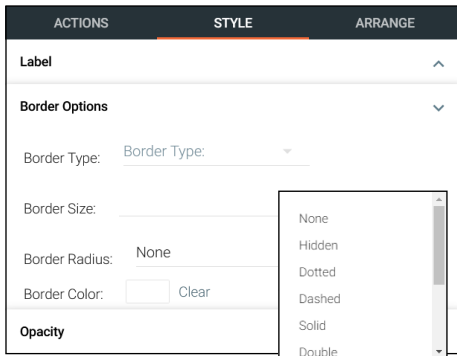 ACTIONS STYLE ARRANGE
Label
Border Options
Border Type: Border Type:
Border Size:
Border Radius: None
Border Color: Clear
Opacity
None
Hidden
Dotted
Dashed
Solid
Double